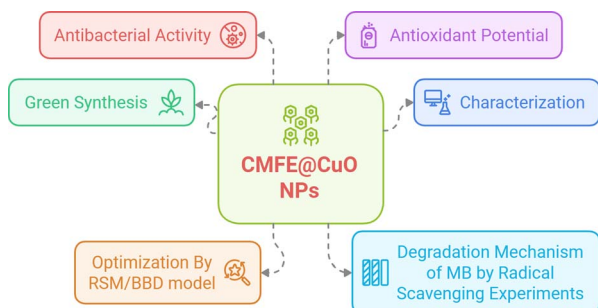 Antibacterial Activity
Antioxidant Potential
Green Synthesis
Characterization
CMFE@CuO
NPs
Optimization By
RSM/BBD model
Degradation Mechanism
of MB by Radical
Scavenging Experiments